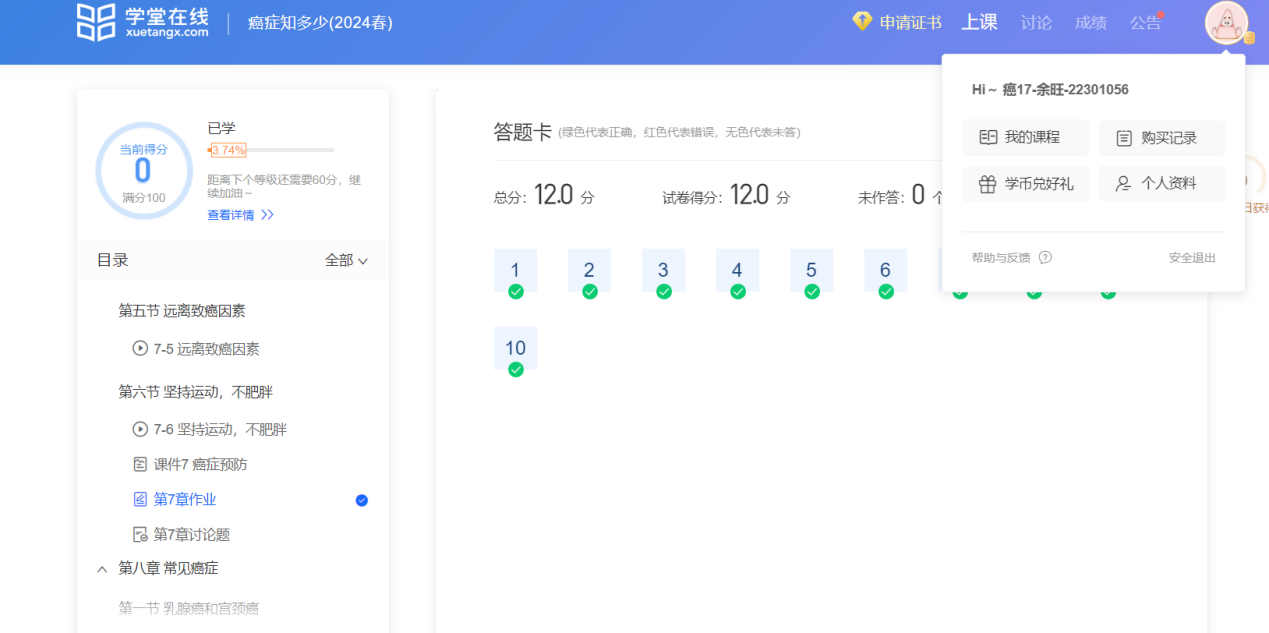 学堂在线
xuetangx.com
癌症知多少(2024春)
申请证书 上课 讨论 成绩 公告
Hi~ 癌17-余旺-22301056
我的课程 购买记录
学币兑好礼 个人资料
帮助与反馈 安全退出
当前得分
0
满分100
已学
3.74%
距离下个等级还需要60分，继
续加油~
查看详情
目录 全部
第五节 远离致癌因素
7-5 远离致癌因素
第六节 坚持运动，不肥胖
7-6 坚持运动，不肥胖
课件7 癌症预防
第7章作业
第7章讨论题
第八章 常见癌症
第一节 乳腺癌和宫颈癌
答题卡 (绿色代表正确，红色代表错误，无色代表未答)
总分: 12.0 分 试卷得分: 12.0 分 未作答: 0
1 2 3 4 5 6
10